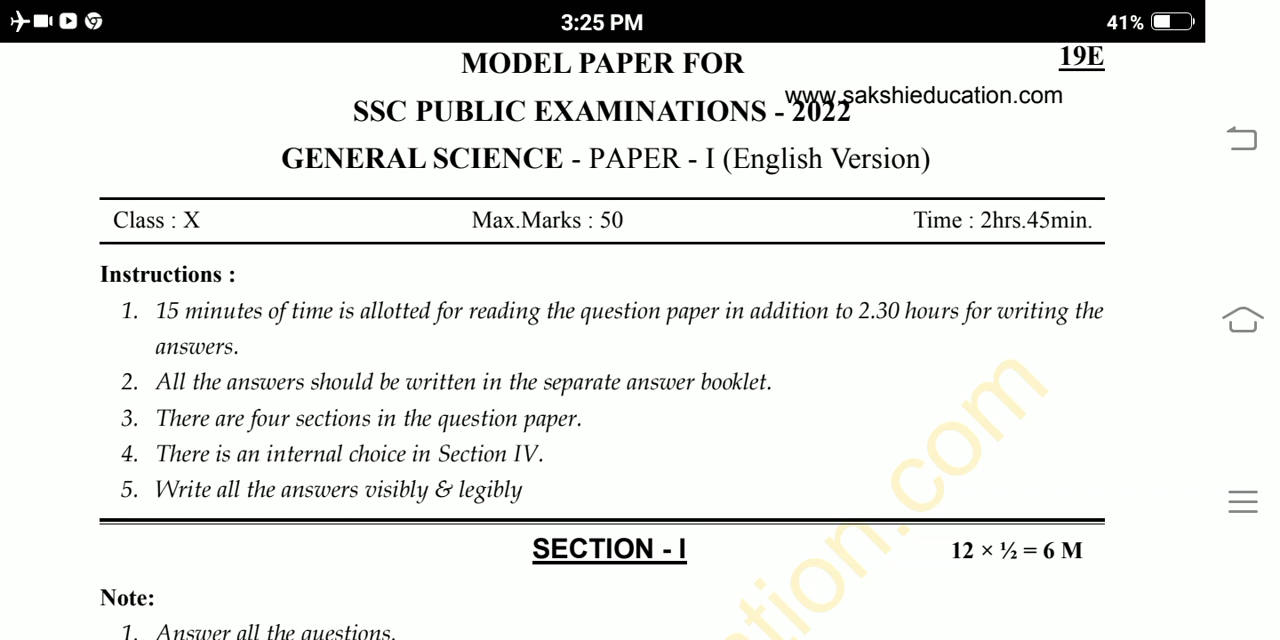 3:25 PM
41%
MODEL PAPER FOR
19E
www.sakshieducation.com
SSC PUBLIC EXAMINATIONS - 2022
GENERAL SCIENCE - PAPER - I (English Version)
Class : X Max.Marks : 50 Time : 2hrs.45min.
Instructions :
1. 15 minutes of time is allotted for reading the question paper in addition to 2.30 hours for writing the
answers.
2. All the answers should be written in the separate answer booklet.
3. There are four sections in the question paper.
4. There is an internal choice in Section IV.
5. Write all the answers visibly & legibly
SECTION - I 12 × ½ = 6 M
Note:
1. Answer all the questions.
ation.com